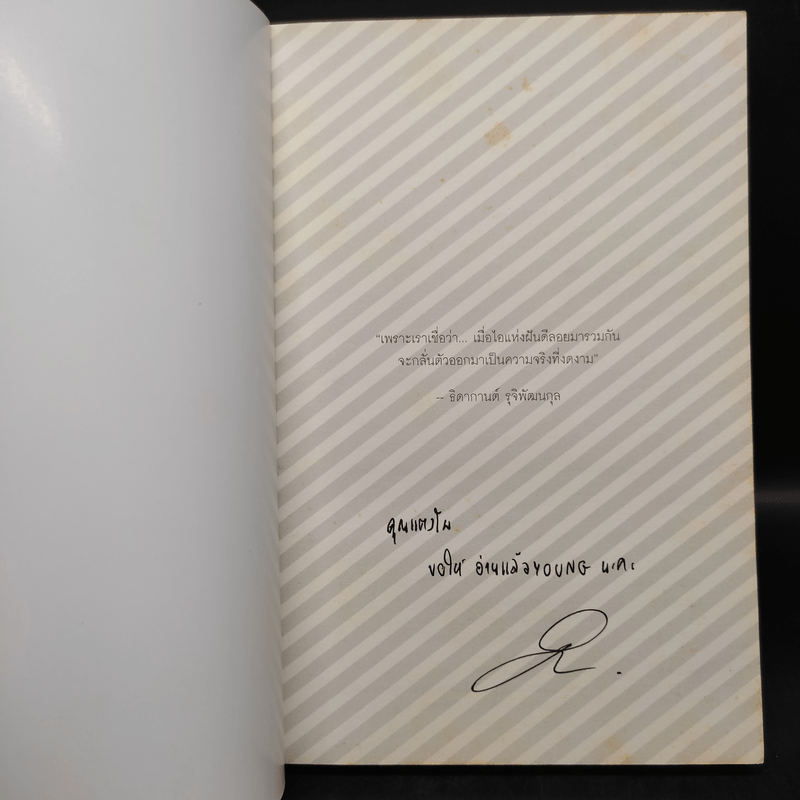 “เพราะเราเชื่อว่า... เมื่อไอแห่งฝันดีลอยมารวมกัน
จะกลั่นตัวออกมาเป็นความจริงที่งดงาม”
-- ธิดากานต์ รุจิพัฒนกุล
คุณแตงโม
ขอให้ อ่านแล้วYOUNG นะคะ